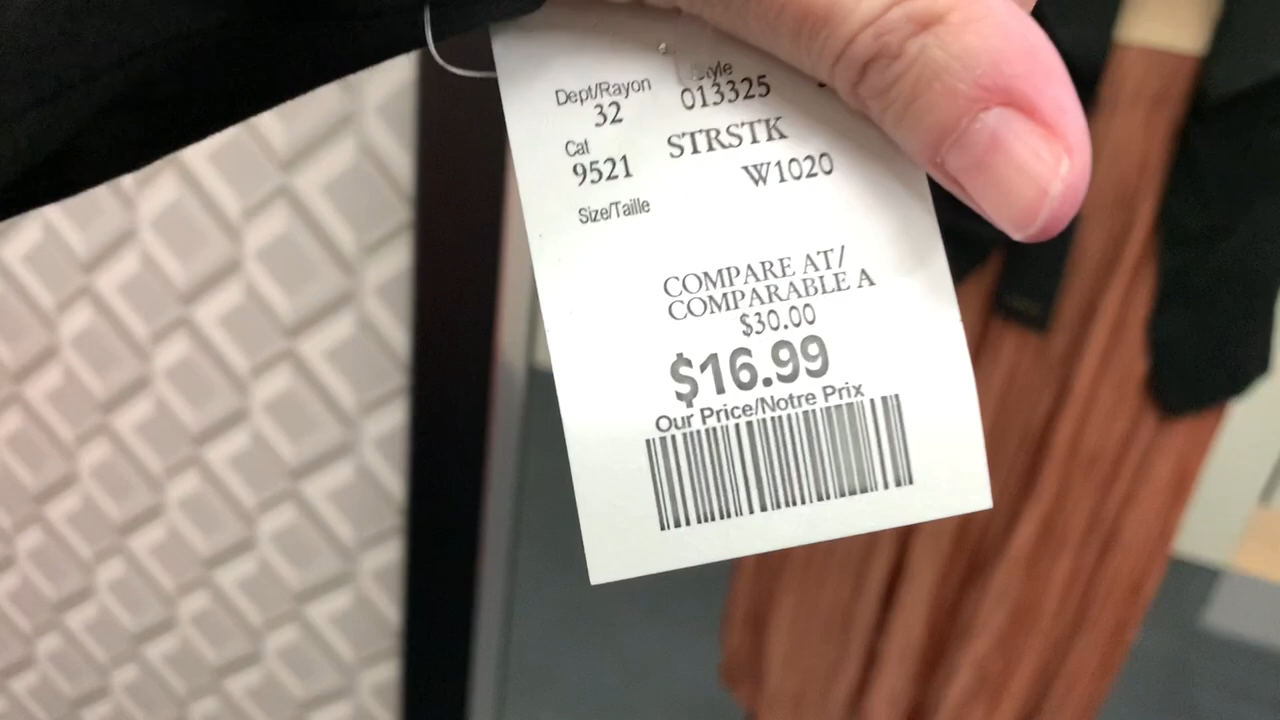 Dept/Rayon
32
013325
Cat
9521
STRSTK
W1020
Size/Taille
COMPARE AT/
COMPARABLE A
$30.00
$16.99
Our Price/Notre Prix